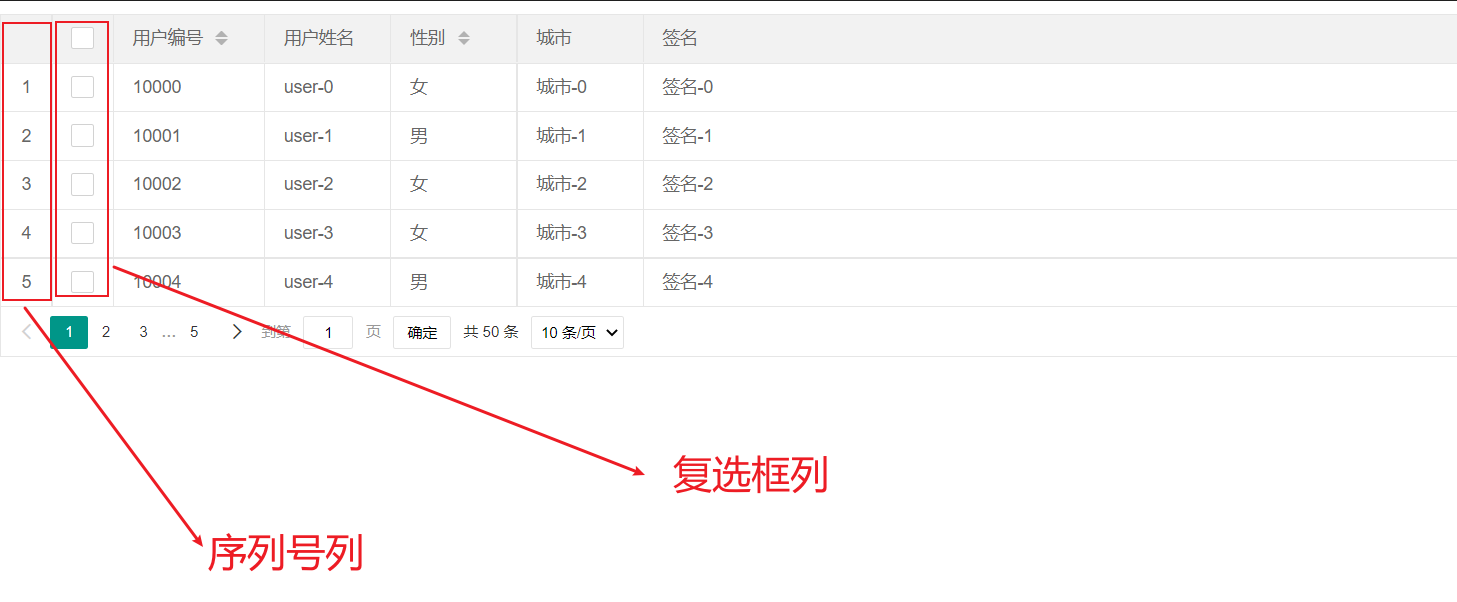 用户编号 用户姓名 性别 城市 签名
1 10000 user-0 女 城市-0 签名-0
2 10001 user-1 男 城市-1 签名-1
3 10002 user-2 女 城市-2 签名-2
4 10003 user-3 女 城市-3 签名-3
5 10004 user-4 男 城市-4 签名-4
1 2 3 … 5 到第 1 页 确定 共 50 条 10 条/页
复选框列
序列号列